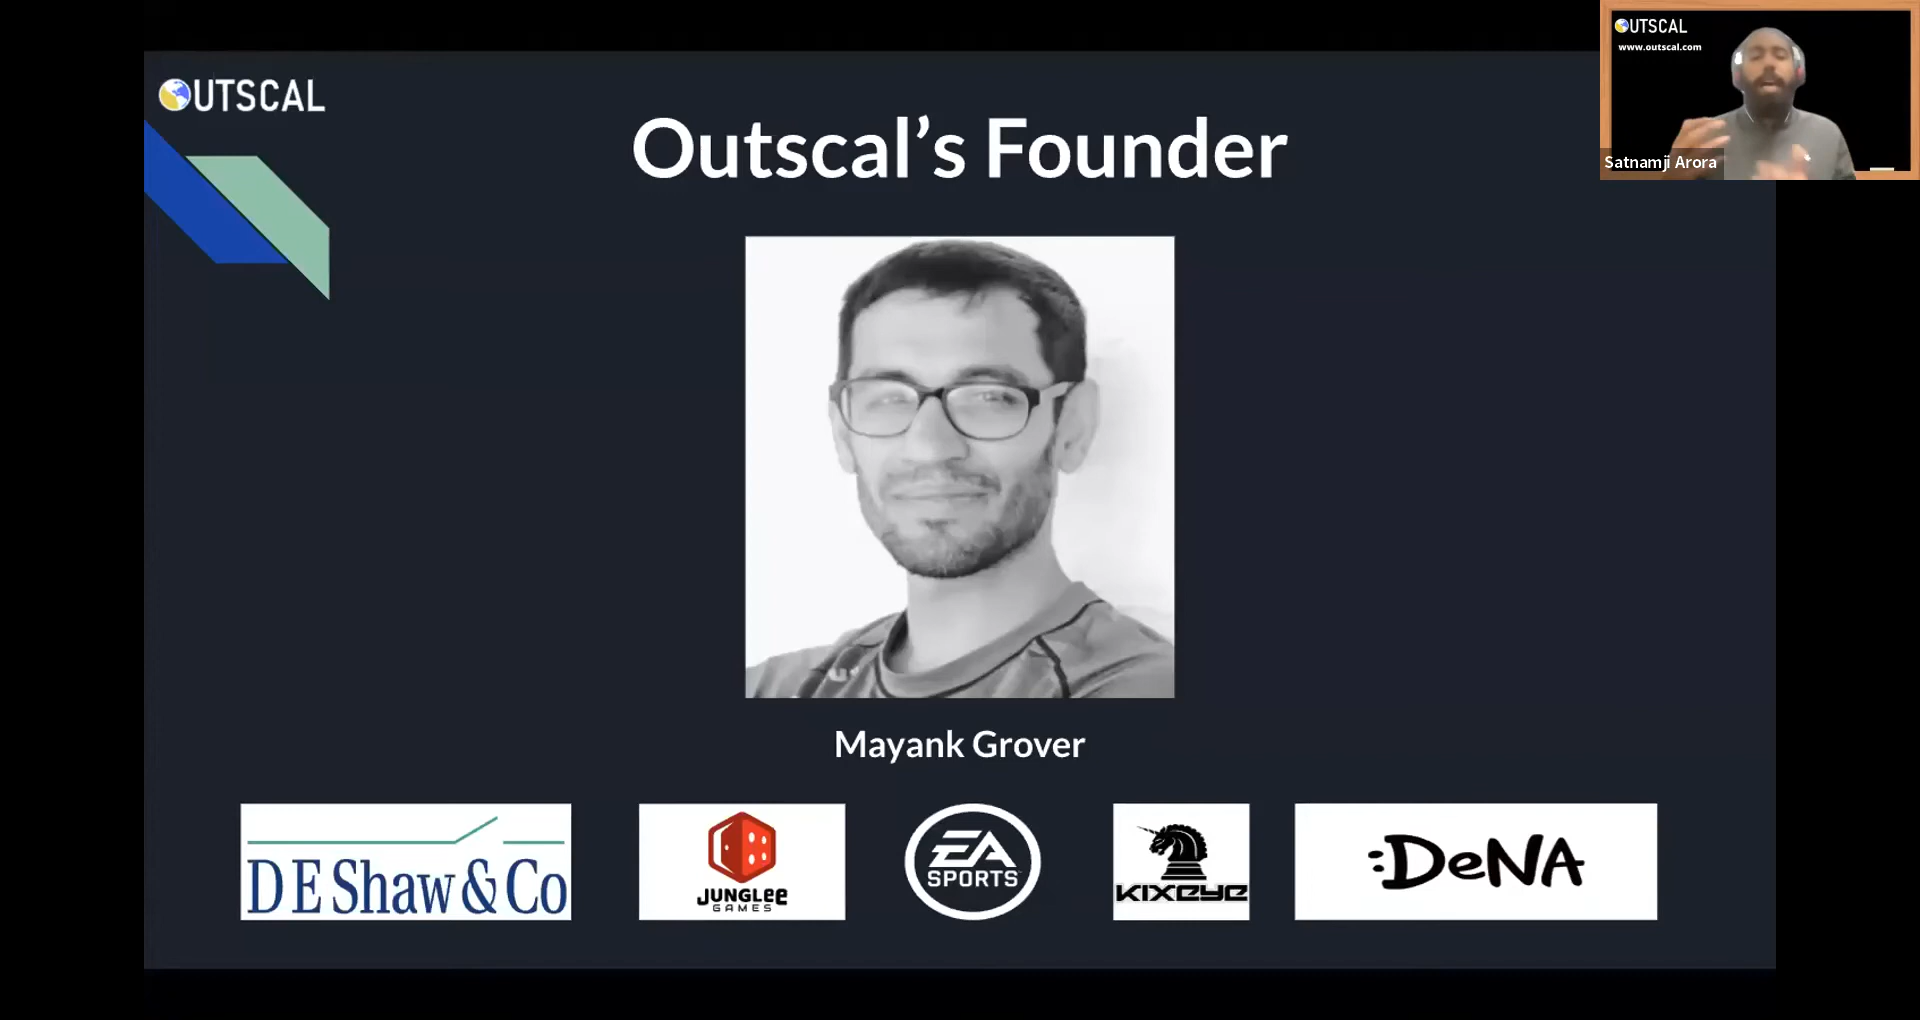 OUTSCAL
Outscal’s Founder
OUTSCAL
www.outscal.com
Satnamji Arora
Mayank Grover
D E Shaw & Co
JUNGLEE
GAMES
EA
SPORTS
KIXEYE
:DeNA